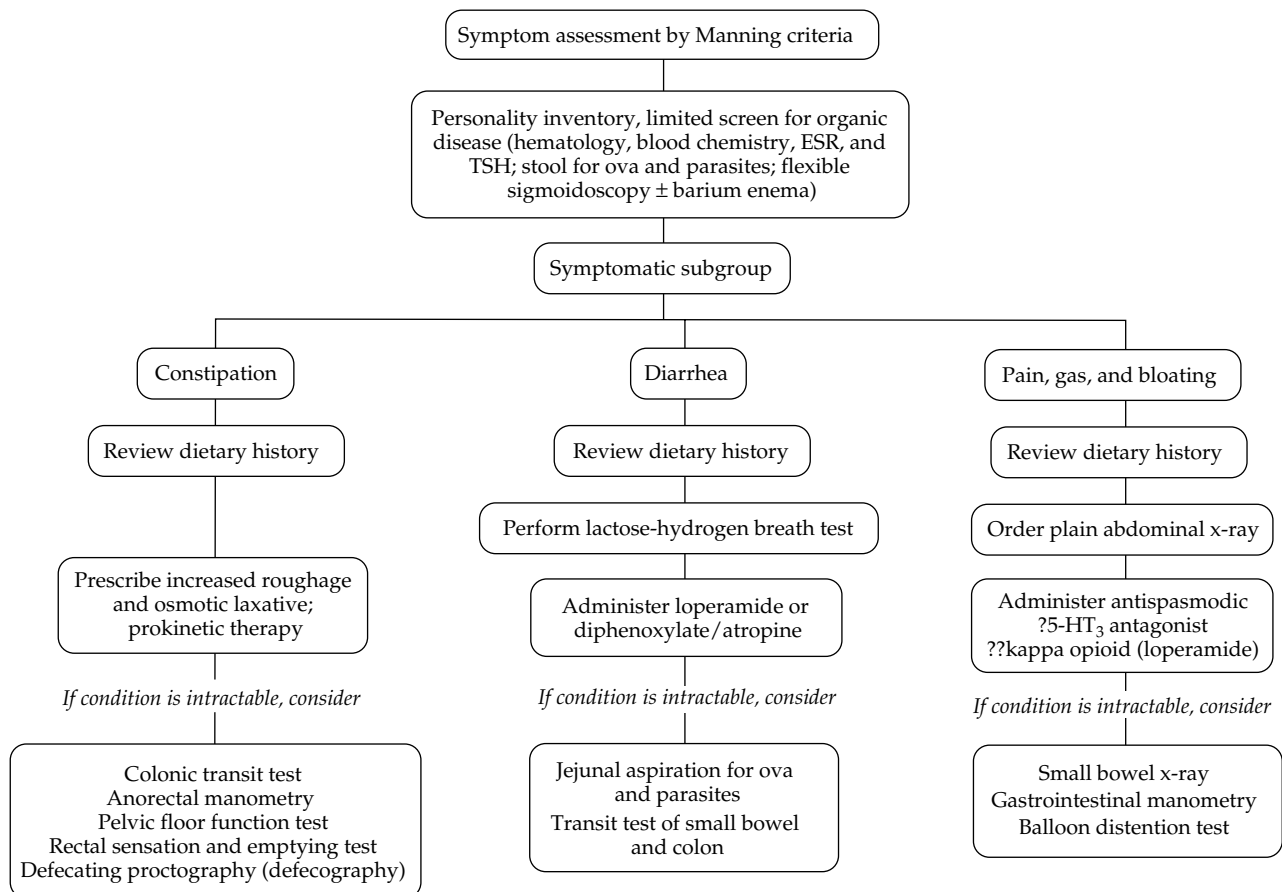 Symptom assessment by Manning criteria
Personality inventory, limited screen for organic
disease (hematology, blood chemistry, ESR, and
TSH; stool for ova and parasites; flexible
sigmoidoscopy ± barium enema)
Symptomatic subgroup
Constipation
Review dietary history
Prescribe increased roughage
and osmotic laxative;
prokinetic therapy
If condition is intractable, consider
Colonic transit test
Anorectal manometry
Pelvic floor function test
Rectal sensation and emptying test
Defecating proctography (defecography)
Diarrhea
Review dietary history
Perform lactose-hydrogen breath test
Administer loperamide or
diphenoxylate/atropine
If condition is intractable, consider
Jejunal aspiration for ova
and parasites
Transit test of small bowel
and colon
Pain, gas, and bloating
Review dietary history
Order plain abdominal x-ray
Administer antispasmodic
?5-HT₃ antagonist
??kappa opioid (loperamide)
If condition is intractable, consider
Small bowel x-ray
Gastrointestinal manometry
Balloon distention test